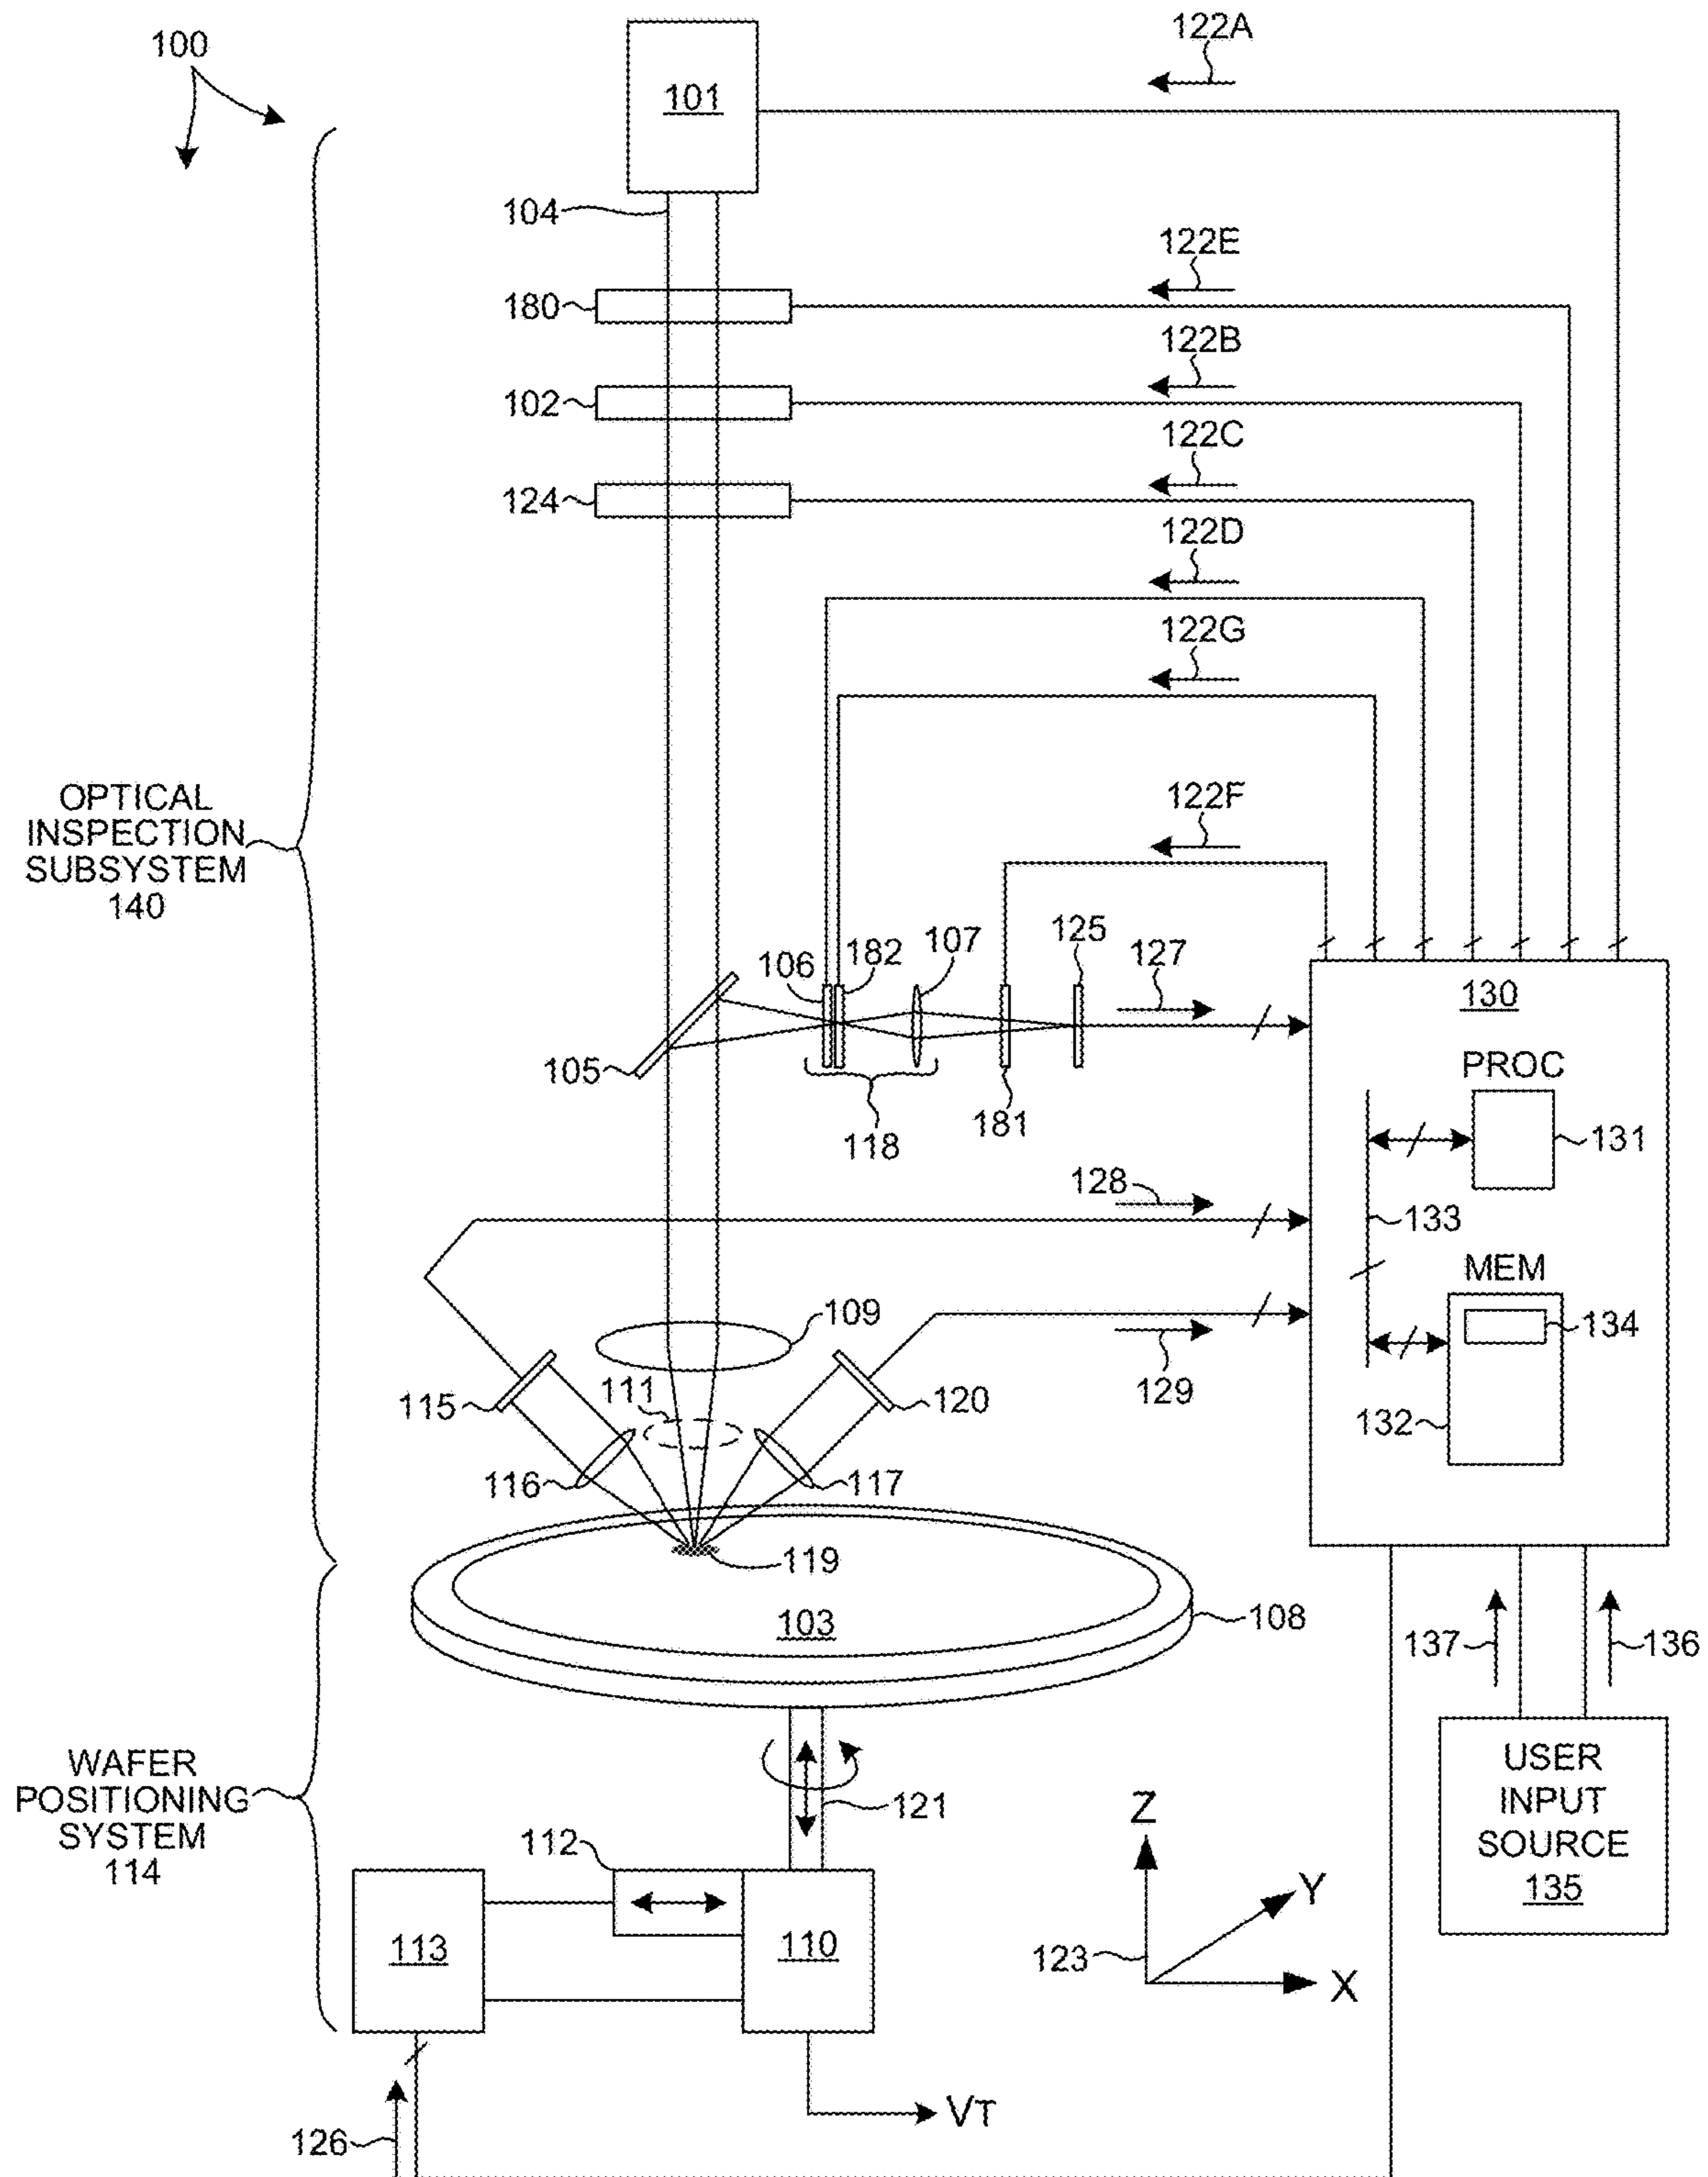 100
122A
101
104
122E
180
122B
102
122C
124
122D
122G
OPTICAL
INSPECTION
SUBSYSTEM
140
122F
106
182
107
125
127
130
105
118
181
PROC
131
128
133
MEM
109
134
111
115
120
129
132
116
117
119
103
108
137
136
WAFER
POSITIONING
SYSTEM
114
121
USER
INPUT
SOURCE
135
112
Z
Y
X
123
113
110
VT
126